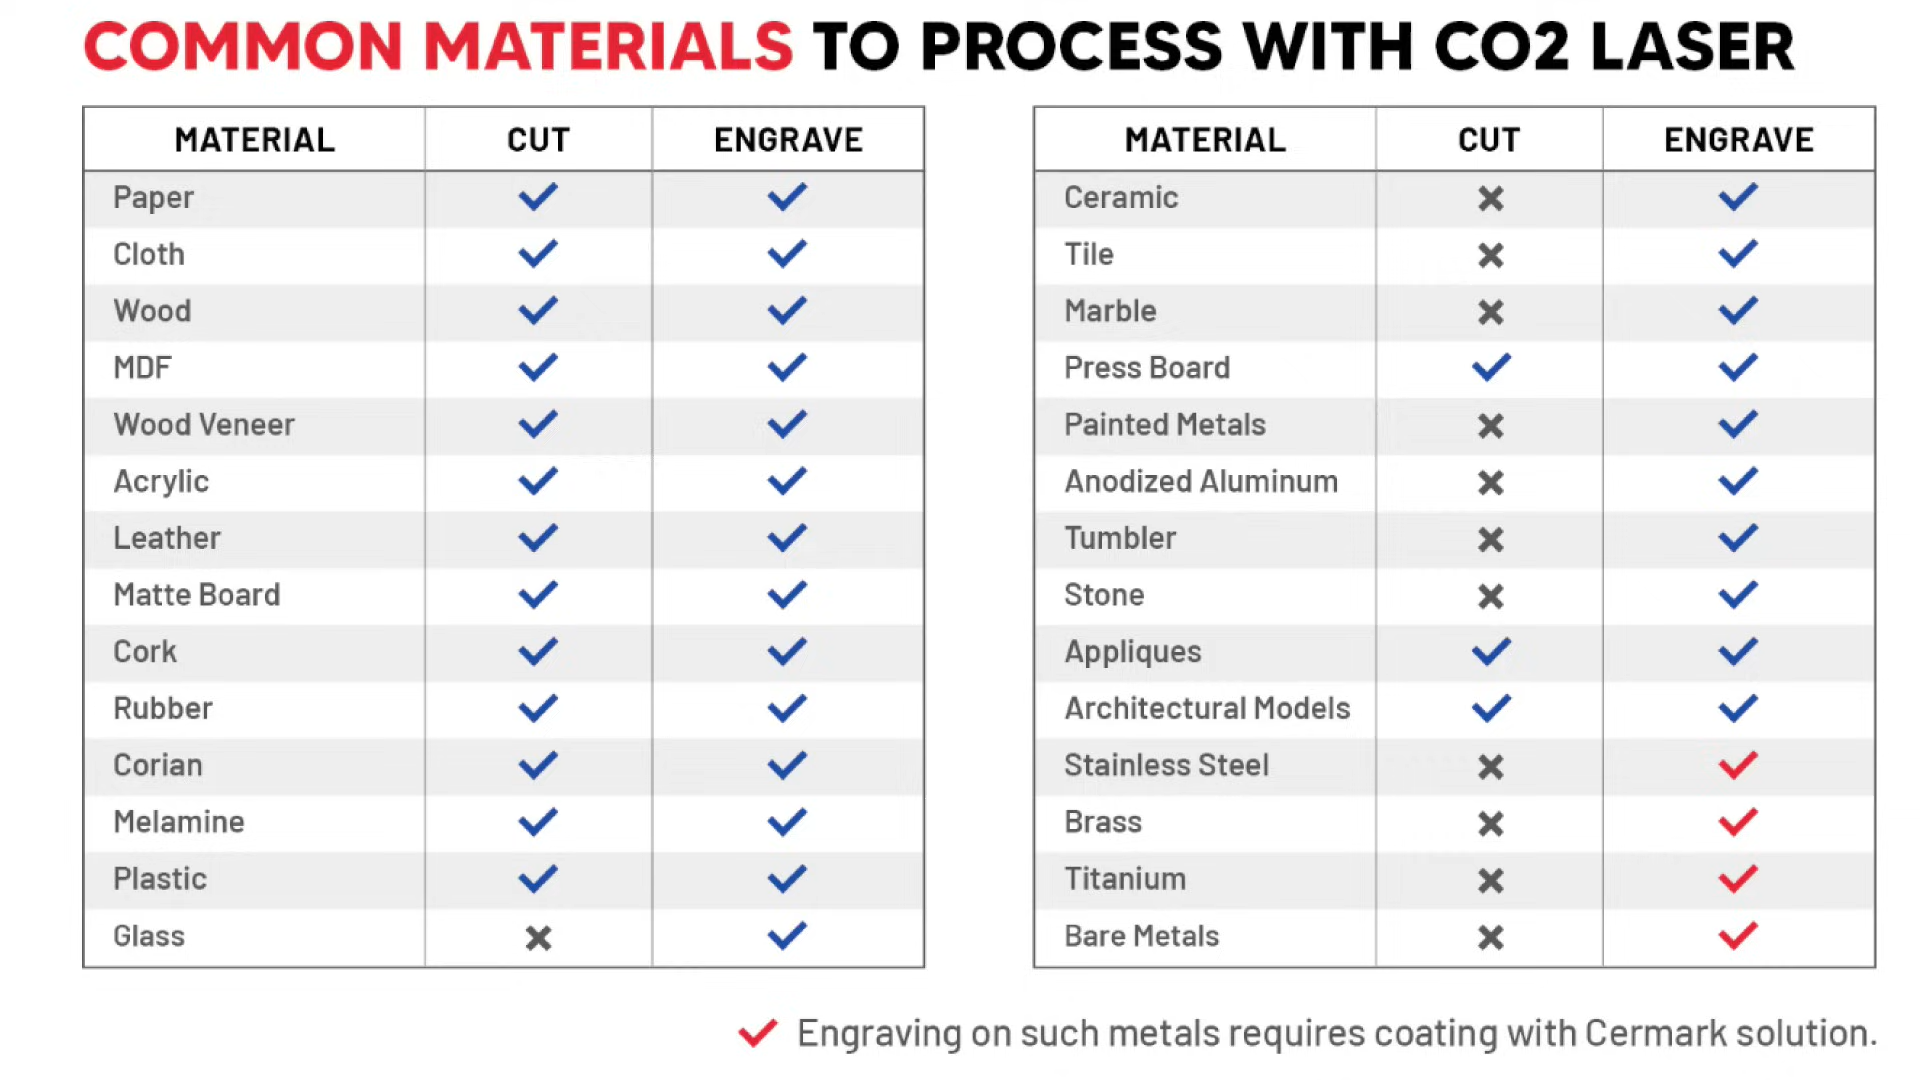 COMMON MATERIALS TO PROCESS WITH CO2 LASER
MATERIAL CUT ENGRAVE
Paper
Cloth
Wood
MDF
Wood Veneer
Acrylic
Leather
Matte Board
Cork
Rubber
Corian
Melamine
Plastic
Glass
MATERIAL CUT ENGRAVE
Ceramic
Tile
Marble
Press Board
Painted Metals
Anodized Aluminum
Tumbler
Stone
Appliques
Architectural Models
Stainless Steel
Brass
Titanium
Bare Metals
Engraving on such metals requires coating with Cermark solution.